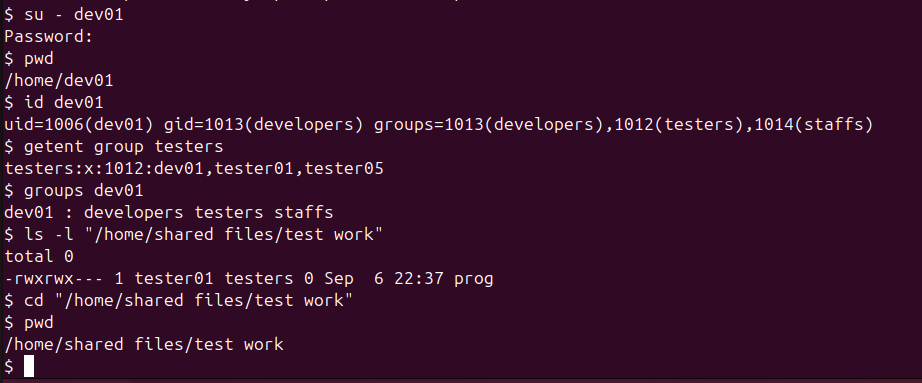 $ su - dev01
Password:
$ pwd
/home/dev01
$ id dev01
uid=1006(dev01) gid=1013(developers) groups=1013(developers),1012(testers),1014(staffs)
$ getent group testers
testers:x:1012:dev01,tester01,tester05
$ groups dev01
dev01 : developers testers staffs
$ ls -l "/home/shared files/test work"
total 0
-rwxrwx--- 1 tester01 testers 0 Sep  6 22:37 prog
$ cd "/home/shared files/test work"
$ pwd
/home/shared files/test work
$